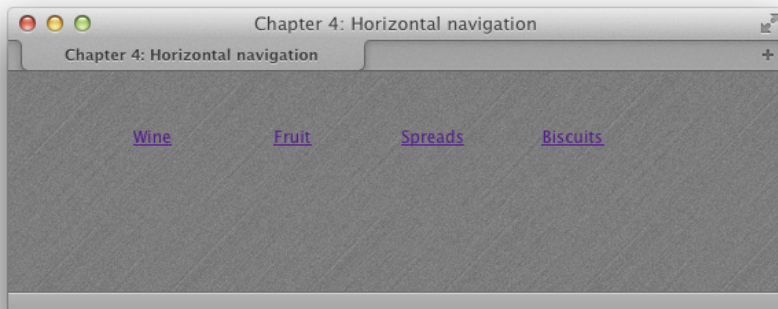 Chapter 4: Horizontal navigation
Chapter 4: Horizontal navigation
Wine Fruit Spreads Biscuits